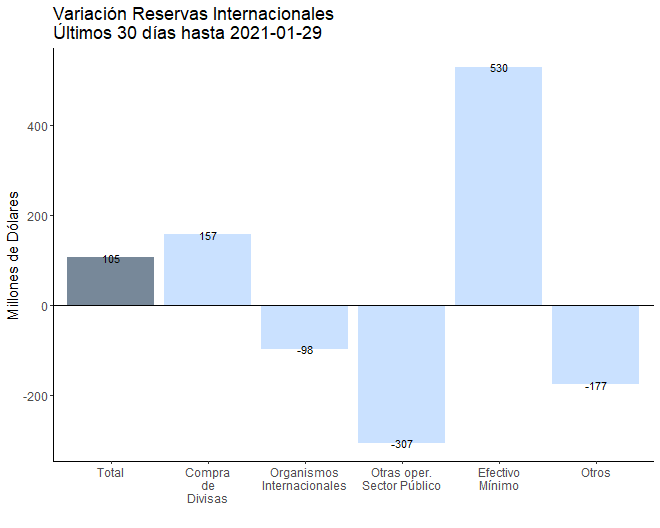 Variación Reservas Internacionales
Últimos 30 días hasta 2021-01-29
Millones de Dólares
400
200
0
-200
105
157
-98
-307
530
-177
Total
Compra
de
Divisas
Organismos
Internacionales
Otras oper.
Sector Público
Efectivo
Mínimo
Otros